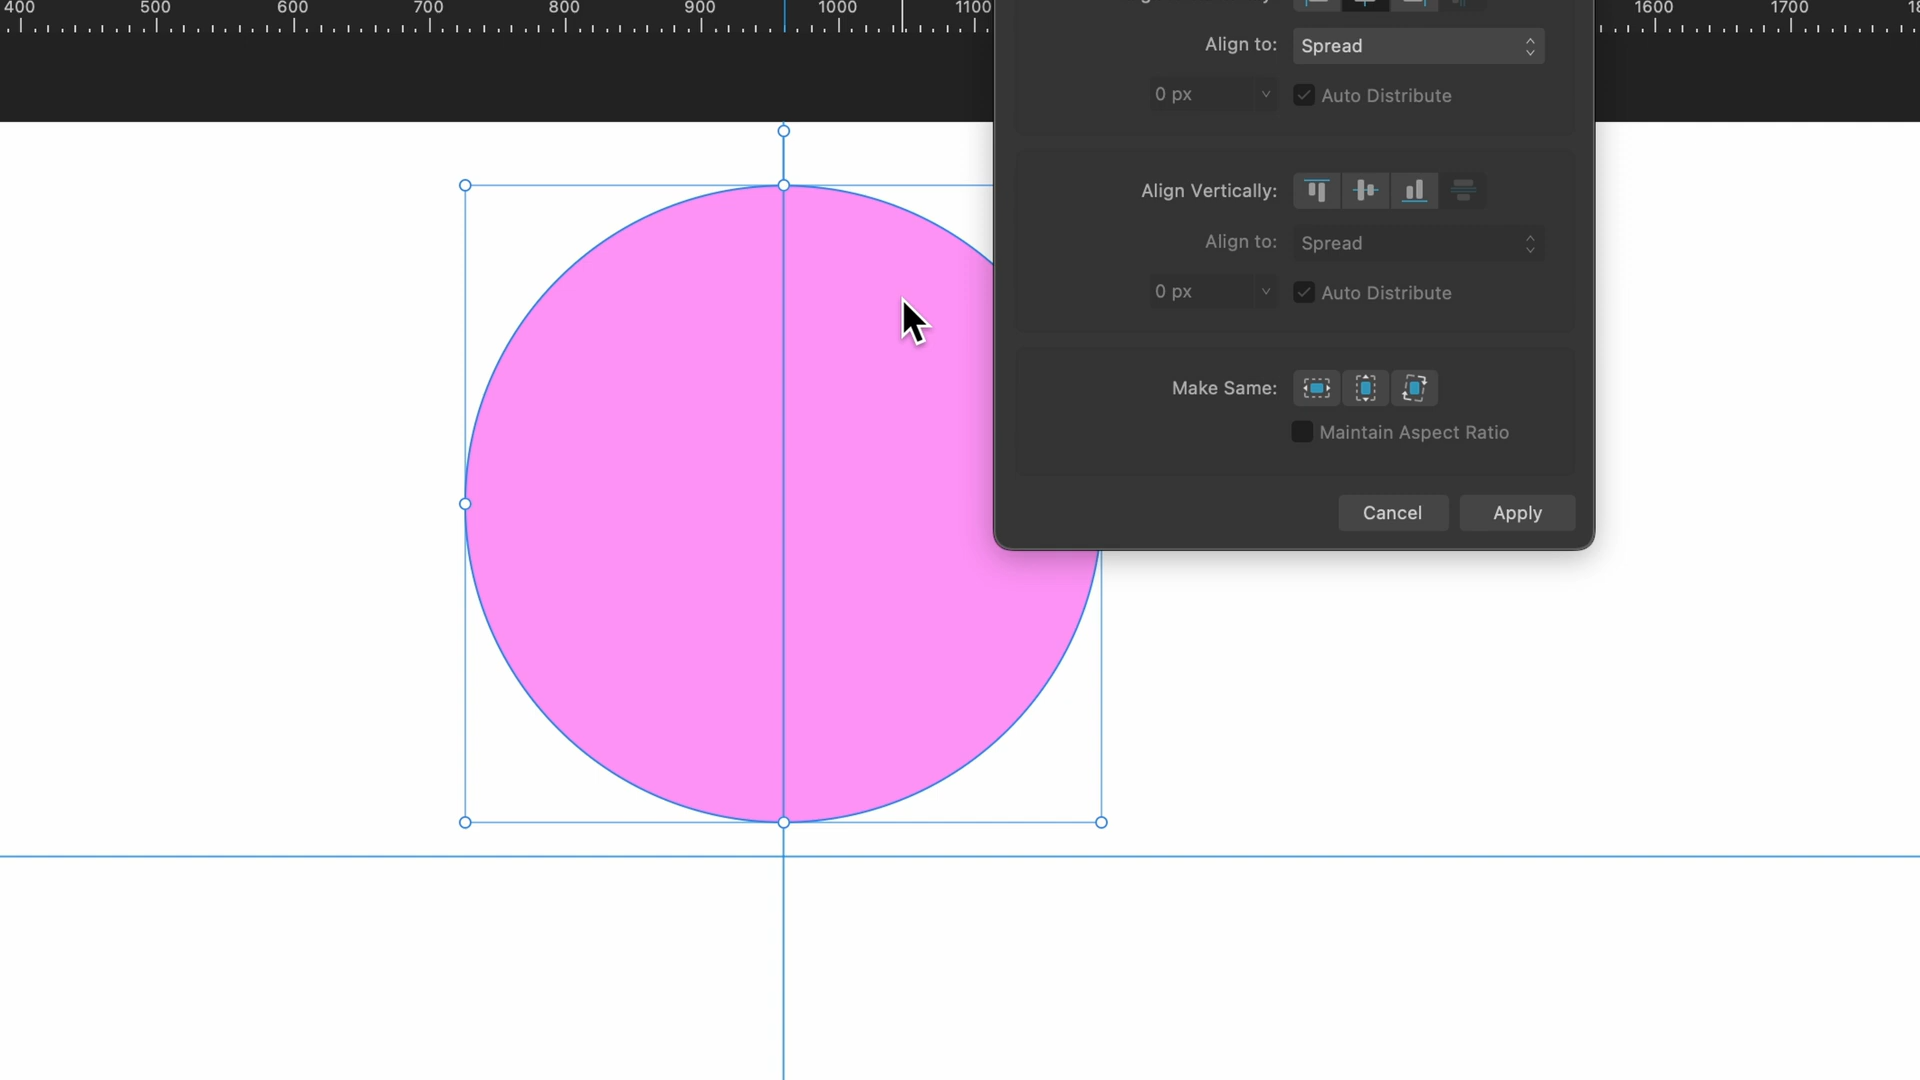 400 500 600 700 800 900 1000 1100 1600 1700
Align to: Spread
0 px Auto Distribute
Align Vertically:
Align to: Spread
0 px Auto Distribute
Make Same:
Maintain Aspect Ratio
Cancel Apply